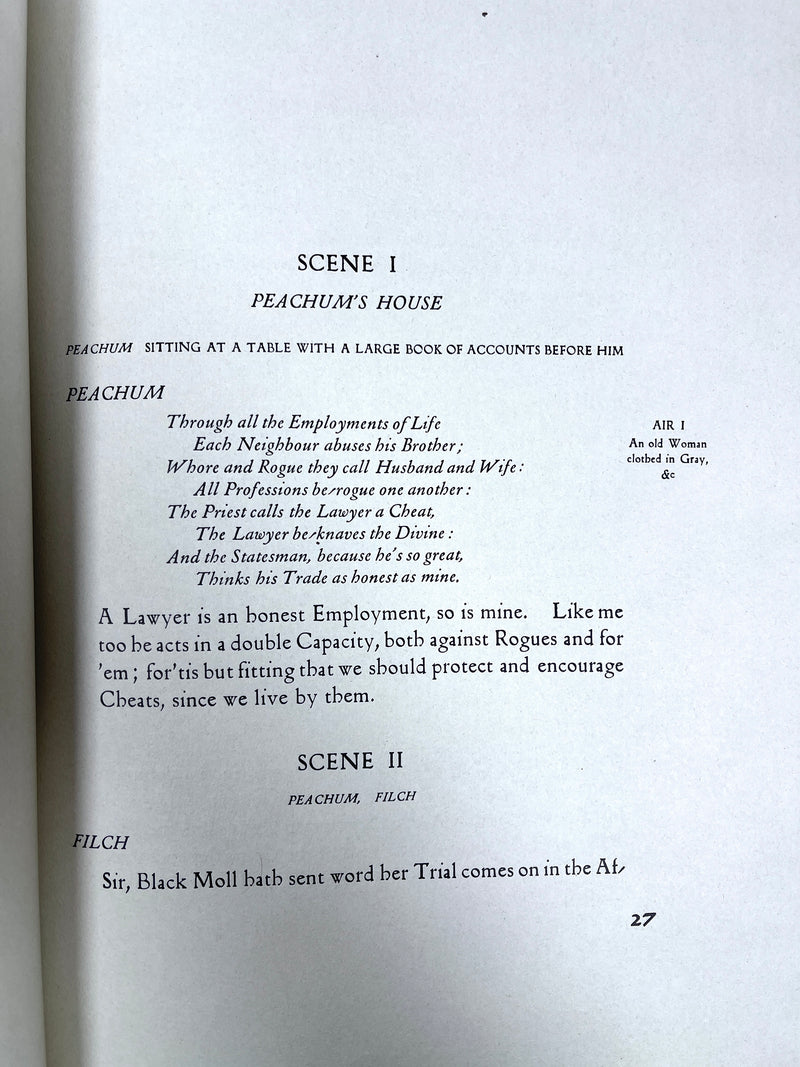 SCENE I
PEACHUM'S HOUSE
PEACHUM SITTING AT A TABLE WITH A LARGE BOOK OF ACCOUNTS BEFORE HIM
PEACHUM
Through all the Employments of Life
Each Neighbour abuses his Brother;
Whore and Rogue they call Husband and Wife:
All Professions be-rogue one another:
The Priest calls the Lawyer a Cheat,
The Lawyer be-knaves the Divine:
And the Statesman, because he's so great,
Thinks his Trade as honest as mine.
AIR I
An old Woman
clothed in Gray,
&c
A Lawyer is an honest Employment, so is mine. Like me
too he acts in a double Capacity, both against Rogues and for
'em; for 'tis but fitting that we should protect and encourage
Cheats, since we live by them.
SCENE II
PEACHUM, FILCH
FILCH
Sir, Black Moll hath sent word her Trial comes on in the Af-
27